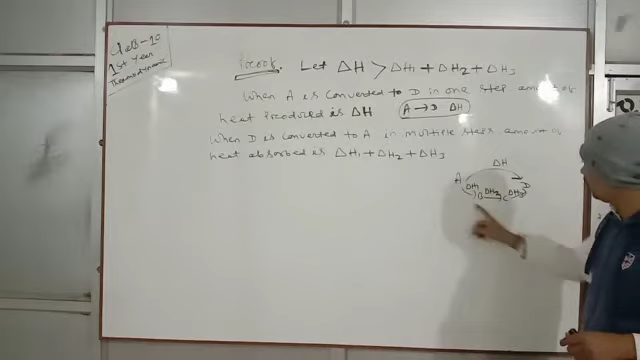 Lec-10
1st Year
Thermodynamic
Proof. Let ΔH > ΔH1 + ΔH2 + ΔH3
When A is converted to D in one step amount of
heat produced is ΔH A → D ΔH
When D is converted to A in multiple steps amount of
heat absorbed is ΔH1 + ΔH2 + ΔH3
ΔH
A D
ΔH1 B ΔH2 C ΔH3